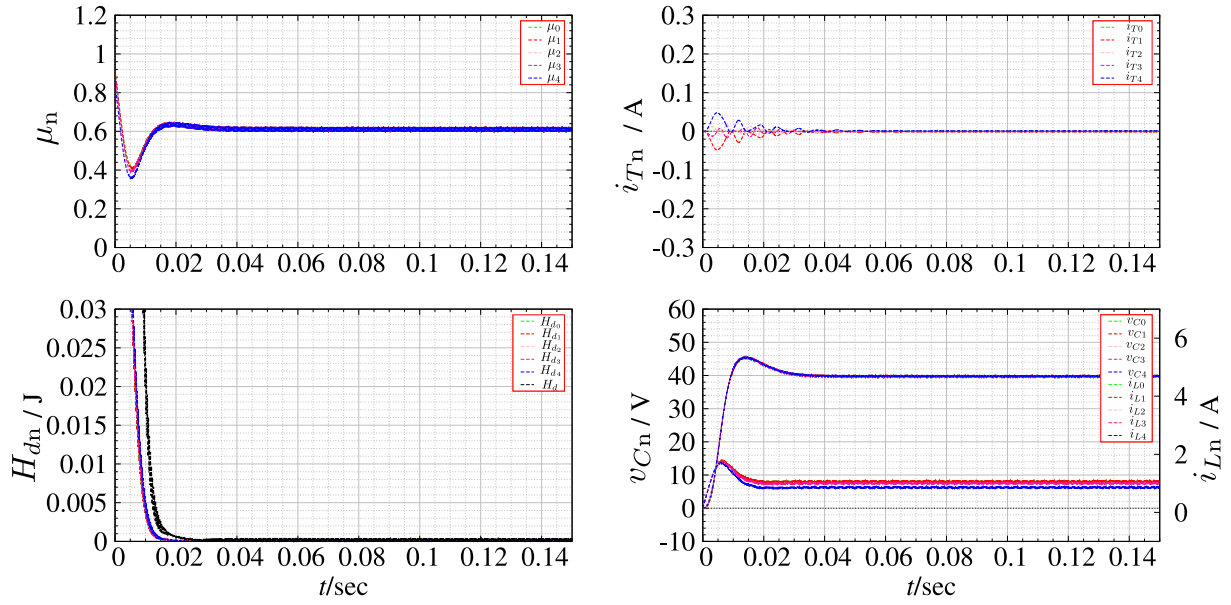 1.2
1
0.8
0.6
0.4
0.2
0
μn
μ0
μ1
μ2
μ3
μ4
0 0.02 0.04 0.06 0.08 0.1 0.12 0.14
0.3
0.2
0.1
0
-0.1
-0.2
-0.3
iTn / A
iT0
iT1
iT2
iT3
iT4
0 0.02 0.04 0.06 0.08 0.1 0.12 0.14
0.03
0.025
0.02
0.015
0.01
0.005
0
Hdn / J
Hd0
Hd1
Hd2
Hd3
Hd4
Hd
0 0.02 0.04 0.06 0.08 0.1 0.12 0.14
t/sec
60
50
40
30
20
10
0
-10
vCn / V
vC0
vC1
vC2
vC3
vC4
iL0
iL1
iL2
iL3
iL4
6
4
2
0
iLn / A
0 0.02 0.04 0.06 0.08 0.1 0.12 0.14
t/sec